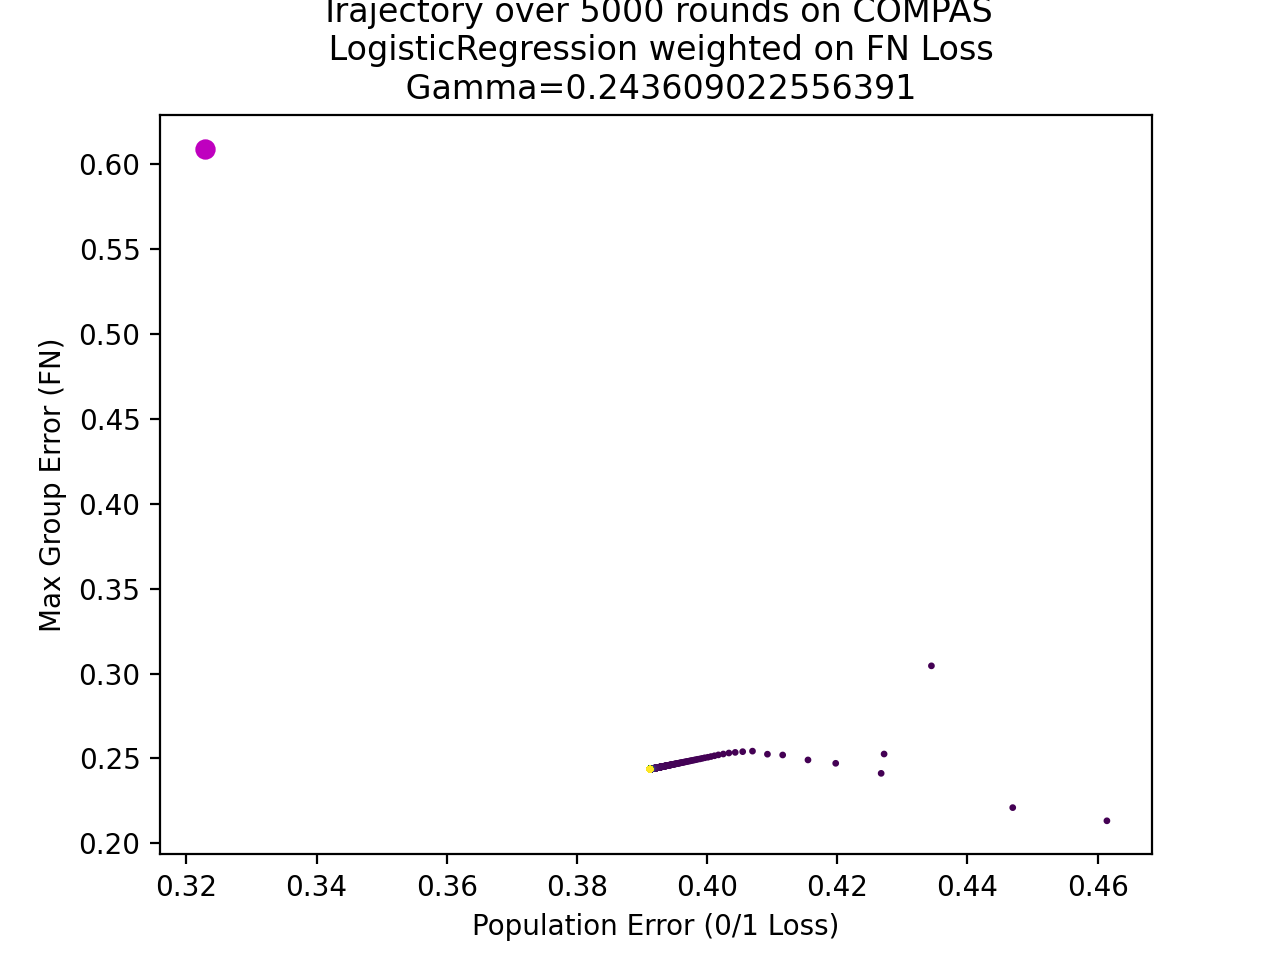 Trajectory over 5000 rounds on COMPAS
LogisticRegression weighted on FN Loss
Gamma=0.243609022556391
0.60
0.55
0.50
0.45
0.40
0.35
0.30
0.25
0.20
Max Group Error (FN)
0.32 0.34 0.36 0.38 0.40 0.42 0.44 0.46
Population Error (0/1 Loss)